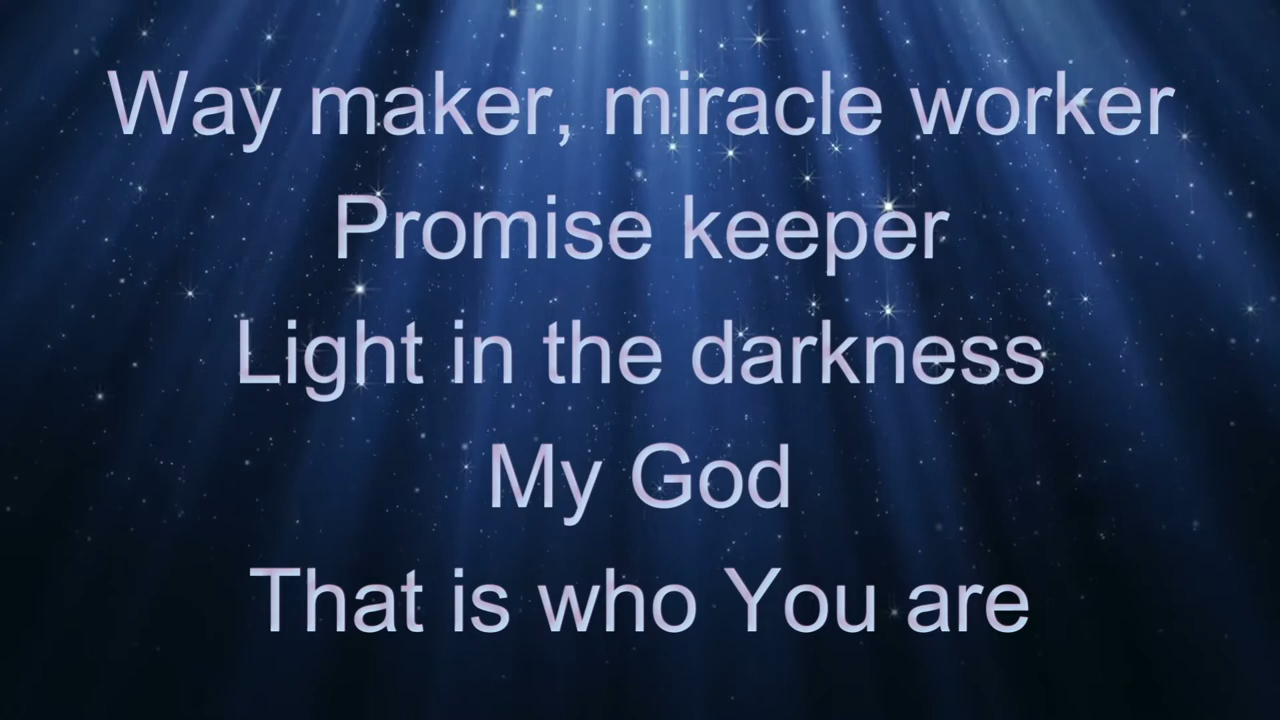 Way maker, miracle worker
Promise keeper
Light in the darkness
My God
That is who You are